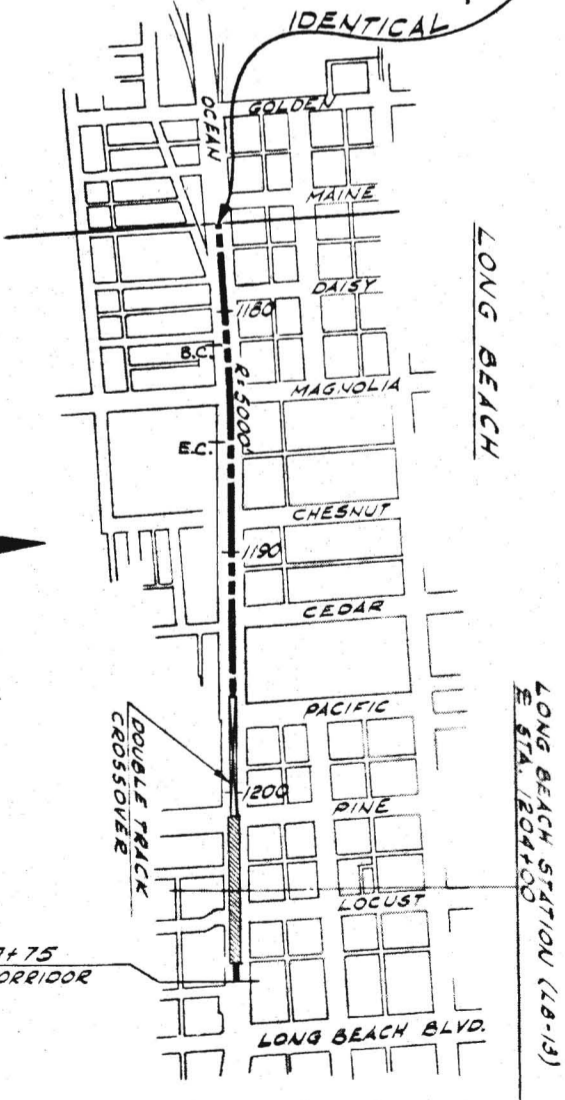 IDENTICAL
OCEAN
GOLDEN
MAINE
LONG BEACH
DAISY
1180
B.C.
R=5000'
MAGNOLIA
E.C.
CHESNUT
1190
CEDAR
PACIFIC
DOUBLE TRACK
CROSSOVER
1200
PINE
LONG BEACH STATION (LB-13)
℄ STA. 1204+00
LOCUST
+75
ORRIDOR
LONG BEACH BLVD.